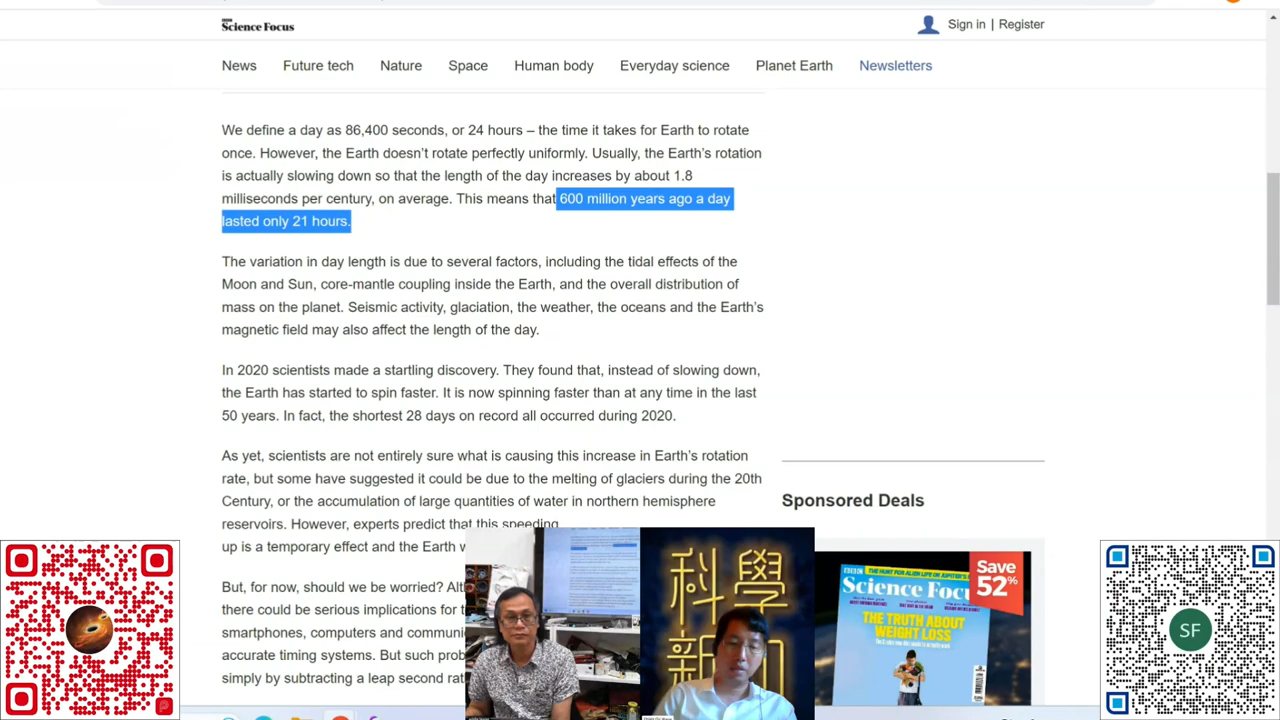 BBC
Science Focus
Sign in | Register
News Future tech Nature Space Human body Everyday science Planet Earth Newsletters
We define a day as 86,400 seconds, or 24 hours – the time it takes for Earth to rotate
once. However, the Earth doesn’t rotate perfectly uniformly. Usually, the Earth’s rotation
is actually slowing down so that the length of the day increases by about 1.8
milliseconds per century, on average. This means that 600 million years ago a day
lasted only 21 hours.
The variation in day length is due to several factors, including the tidal effects of the
Moon and Sun, core-mantle coupling inside the Earth, and the overall distribution of
mass on the planet. Seismic activity, glaciation, the weather, the oceans and the Earth’s
magnetic field may also affect the length of the day.
In 2020 scientists made a startling discovery. They found that, instead of slowing down,
the Earth has started to spin faster. It is now spinning faster than at any time in the last
50 years. In fact, the shortest 28 days on record all occurred during 2020.
As yet, scientists are not entirely sure what is causing this increase in Earth’s rotation
rate, but some have suggested it could be due to the melting of glaciers during the 20th
Century, or the accumulation of large quantities of water in northern hemisphere
reservoirs. However, experts predict that this speeding
up is a temporary effect and the Earth
But, for now, should we be worried?
there could be serious implications for
smartphones, computers and
accurate timing systems. But such
simply by subtracting a leap second
Sponsored Deals
THE HUNT FOR ALIEN LIFE ON JUPITER'S
Science
THE TRUTH ABOUT
WEIGHT LOSS
Save
SF
學